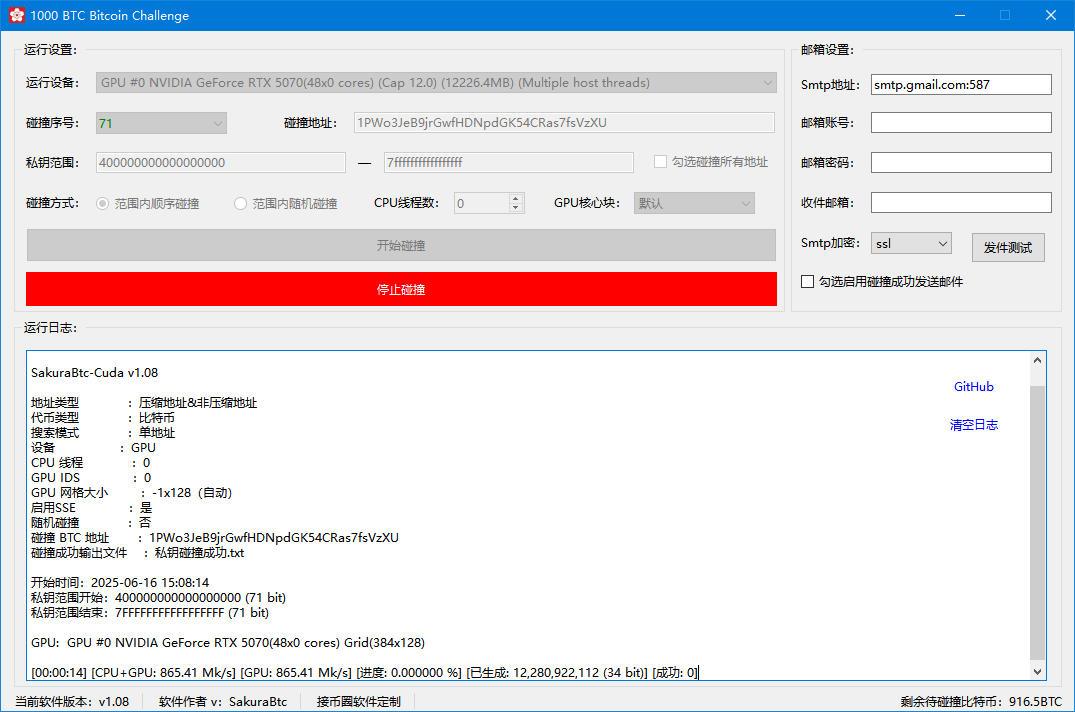 1000 BTC Bitcoin Challenge
运行设置:
运行设备: GPU #0 NVIDIA GeForce RTX 5070(48x0 cores) (Cap 12.0) (12226.4MB) (Multiple host threads)
碰撞序号: 71 碰撞地址: 1PWo3JeB9jrGwfHDNpdGK54CRas7fsVzXU
私钥范围: 400000000000000000 — 7fffffffffffffffff 勾选碰撞所有地址
碰撞方式: 范围内顺序碰撞 范围内随机碰撞 CPU线程数: 0 GPU核心块: 默认
开始碰撞
停止碰撞
邮箱设置:
Smtp地址: smtp.gmail.com:587
邮箱账号:
邮箱密码:
收件邮箱:
Smtp加密: ssl 发件测试
勾选启用碰撞成功发送邮件
运行日志:
SakuraBtc-Cuda v1.08
地址类型 : 压缩地址&非压缩地址
代币类型 : 比特币
搜索模式 : 单地址
设备 : GPU
CPU 线程 : 0
GPU IDS : 0
GPU 网格大小 : -1x128（自动）
启用SSE : 是
随机碰撞 : 否
碰撞 BTC 地址 : 1PWo3JeB9jrGwfHDNpdGK54CRas7fsVzXU
碰撞成功输出文件 : 私钥碰撞成功.txt
开始时间: 2025-06-16 15:08:14
私钥范围开始: 400000000000000000 (71 bit)
私钥范围结束: 7FFFFFFFFFFFFFFFFF (71 bit)
GPU: GPU #0 NVIDIA GeForce RTX 5070(48x0 cores) Grid(384x128)
[00:00:14] [CPU+GPU: 865.41 Mk/s] [GPU: 865.41 Mk/s] [进度: 0.000000 %] [已生成: 12,280,922,112 (34 bit)] [成功: 0]
GitHub
清空日志
当前软件版本: v1.08 软件作者 v: SakuraBtc 接币圈软件定制 剩余待碰撞比特币: 916.5BTC